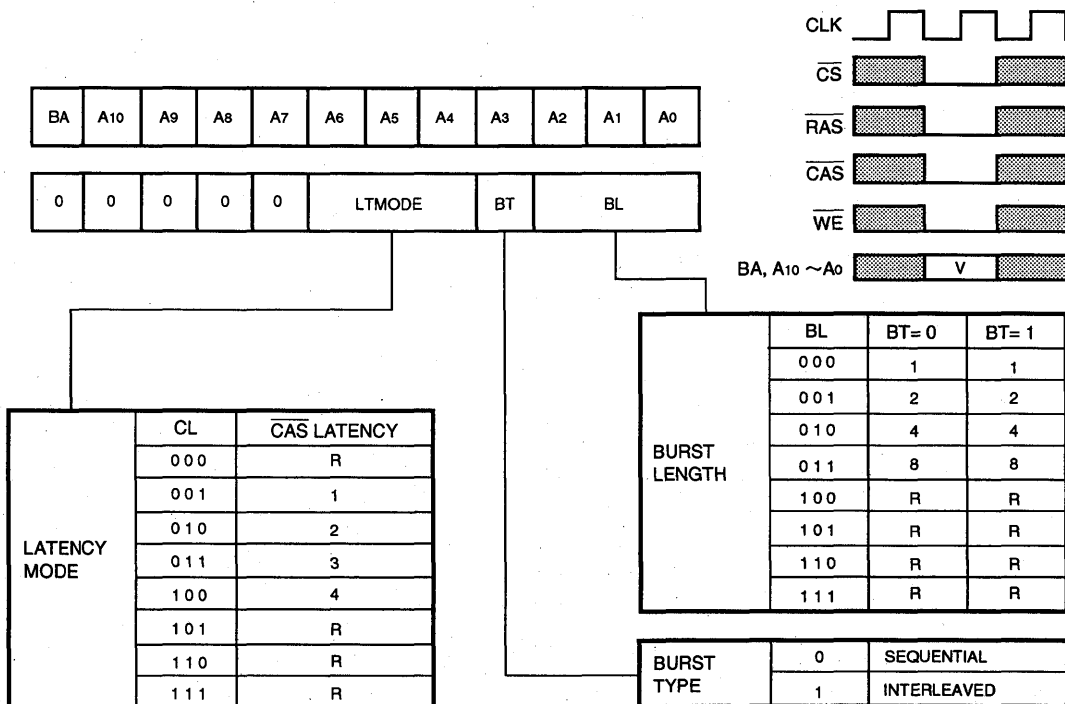 CLK
CS
RAS
CAS
WE
BA, A10 ~A0 V
BA A10 A9 A8 A7 A6 A5 A4 A3 A2 A1 A0
0 0 0 0 0 LTMODE BT BL
LATENCY MODE
CL CAS LATENCY
000 R
001 1
010 2
011 3
100 4
101 R
110 R
111 R
BURST LENGTH
BL BT= 0 BT= 1
000 1 1
001 2 2
010 4 4
011 8 8
100 R R
101 R R
110 R R
111 R R
BURST TYPE
0 SEQUENTIAL
1 INTERLEAVED